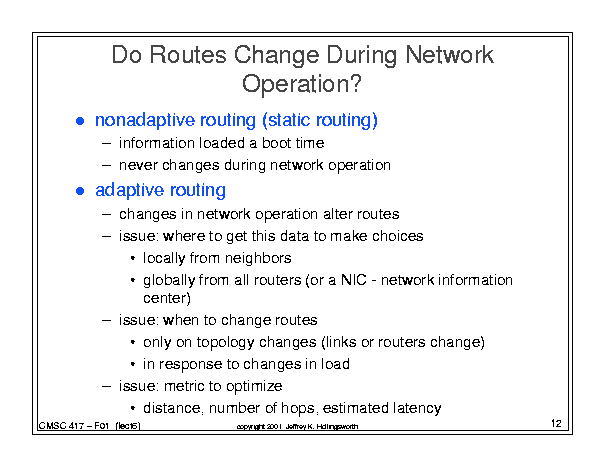 Do Routes Change During Network
Operation?
● nonadaptive routing (static routing)
– information loaded a boot time
– never changes during network operation
● adaptive routing
– changes in network operation alter routes
– issue: where to get this data to make choices
• locally from neighbors
• globally from all routers (or a NIC - network information
center)
– issue: when to change routes
• only on topology changes (links or routers change)
• in response to changes in load
– issue: metric to optimize
• distance, number of hops, estimated latency
CMSC 417 – F01 (lect6)
copyright 2001 Jeffrey K. Hollingsworth
12